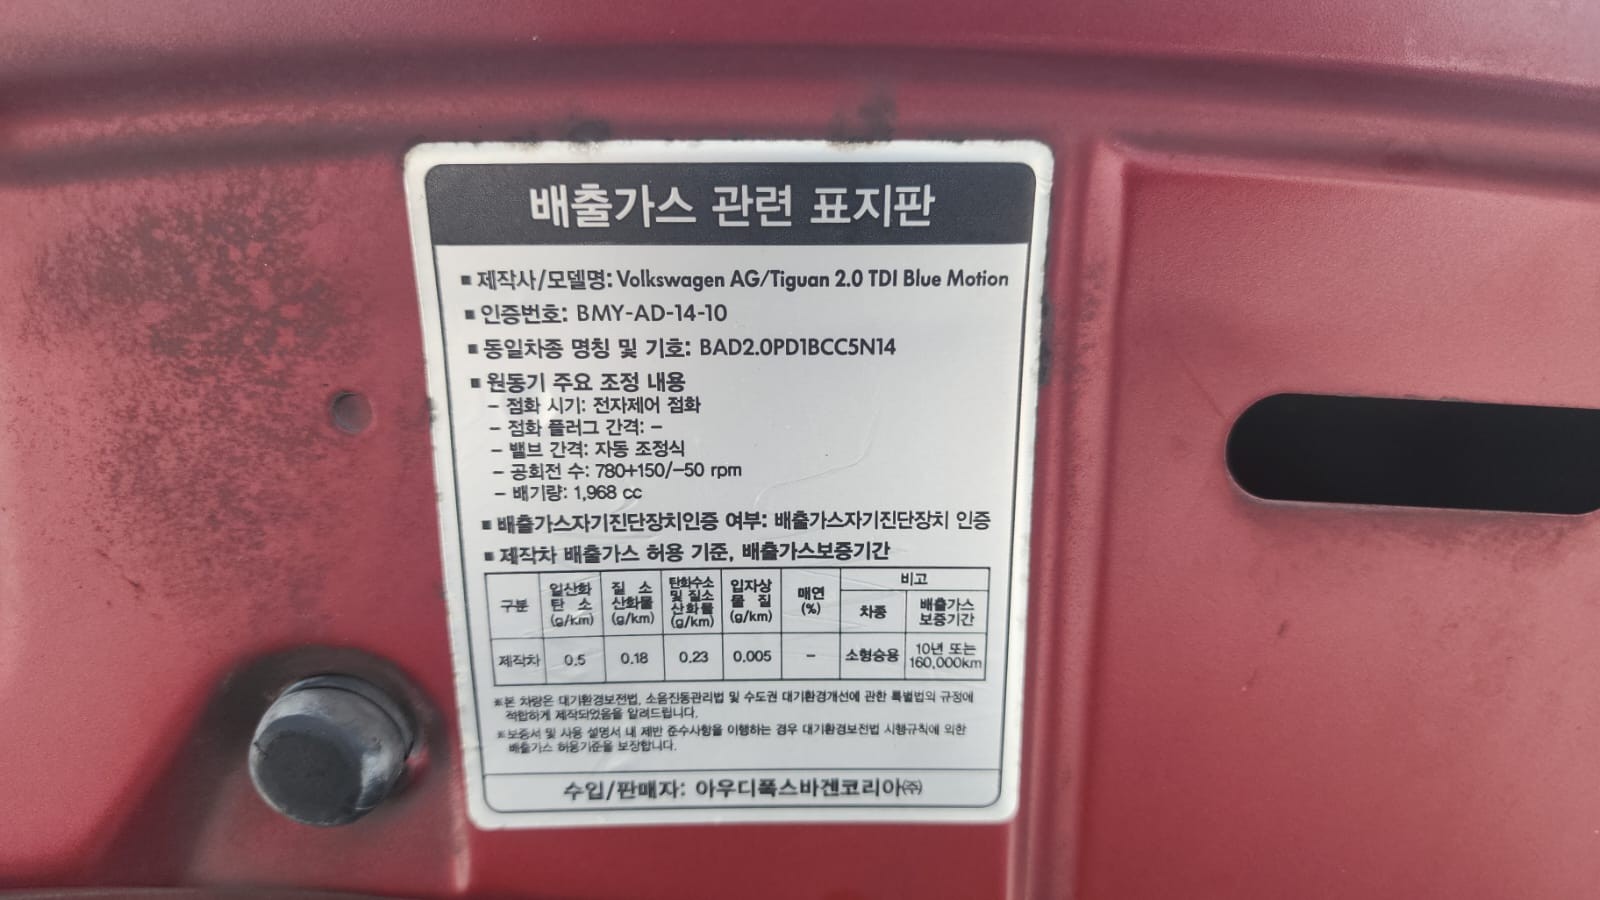 배출가스 관련 표지판
▪ 제작사/모델명: Volkswagen AG/Tiguan 2.0 TDI Blue Motion
▪ 인증번호: BMY-AD-14-10
▪ 동일차종 명칭 및 기호: BAD2.0PD1BCC5N14
▪ 원동기 주요 조정 내용
– 점화 시기: 전자제어 점화
– 점화 플러그 간격: –
– 밸브 간격: 자동 조정식
– 공회전 수: 780+150/–50 rpm
– 배기량: 1,968 cc
▪ 배출가스자기진단장치인증 여부: 배출가스자기진단장치 인증
▪ 제작차 배출가스 허용 기준, 배출가스보증기간
구분 일산화탄소 (g/km) 질소산화물 (g/km) 탄화수소 및 질소산화물 (g/km) 입자상물질 (g/km) 매연 (%) 비고
차종 배출가스 보증기간
제작차 0.5 0.18 0.23 0.005 – 소형승용 10년 또는 160,000km
※본 차량은 대기환경보전법, 소음진동관리법 및 수도권 대기환경개선에 관한 특별법의 규정에
적합하게 제작되었음을 알려드립니다.
※보증서 및 사용 설명서 내 제반 준수사항을 이행하는 경우 대기환경보전법 시행규칙에 의한
배출가스 허용기준을 보장합니다.
수입/판매자: 아우디폭스바겐코리아㈜